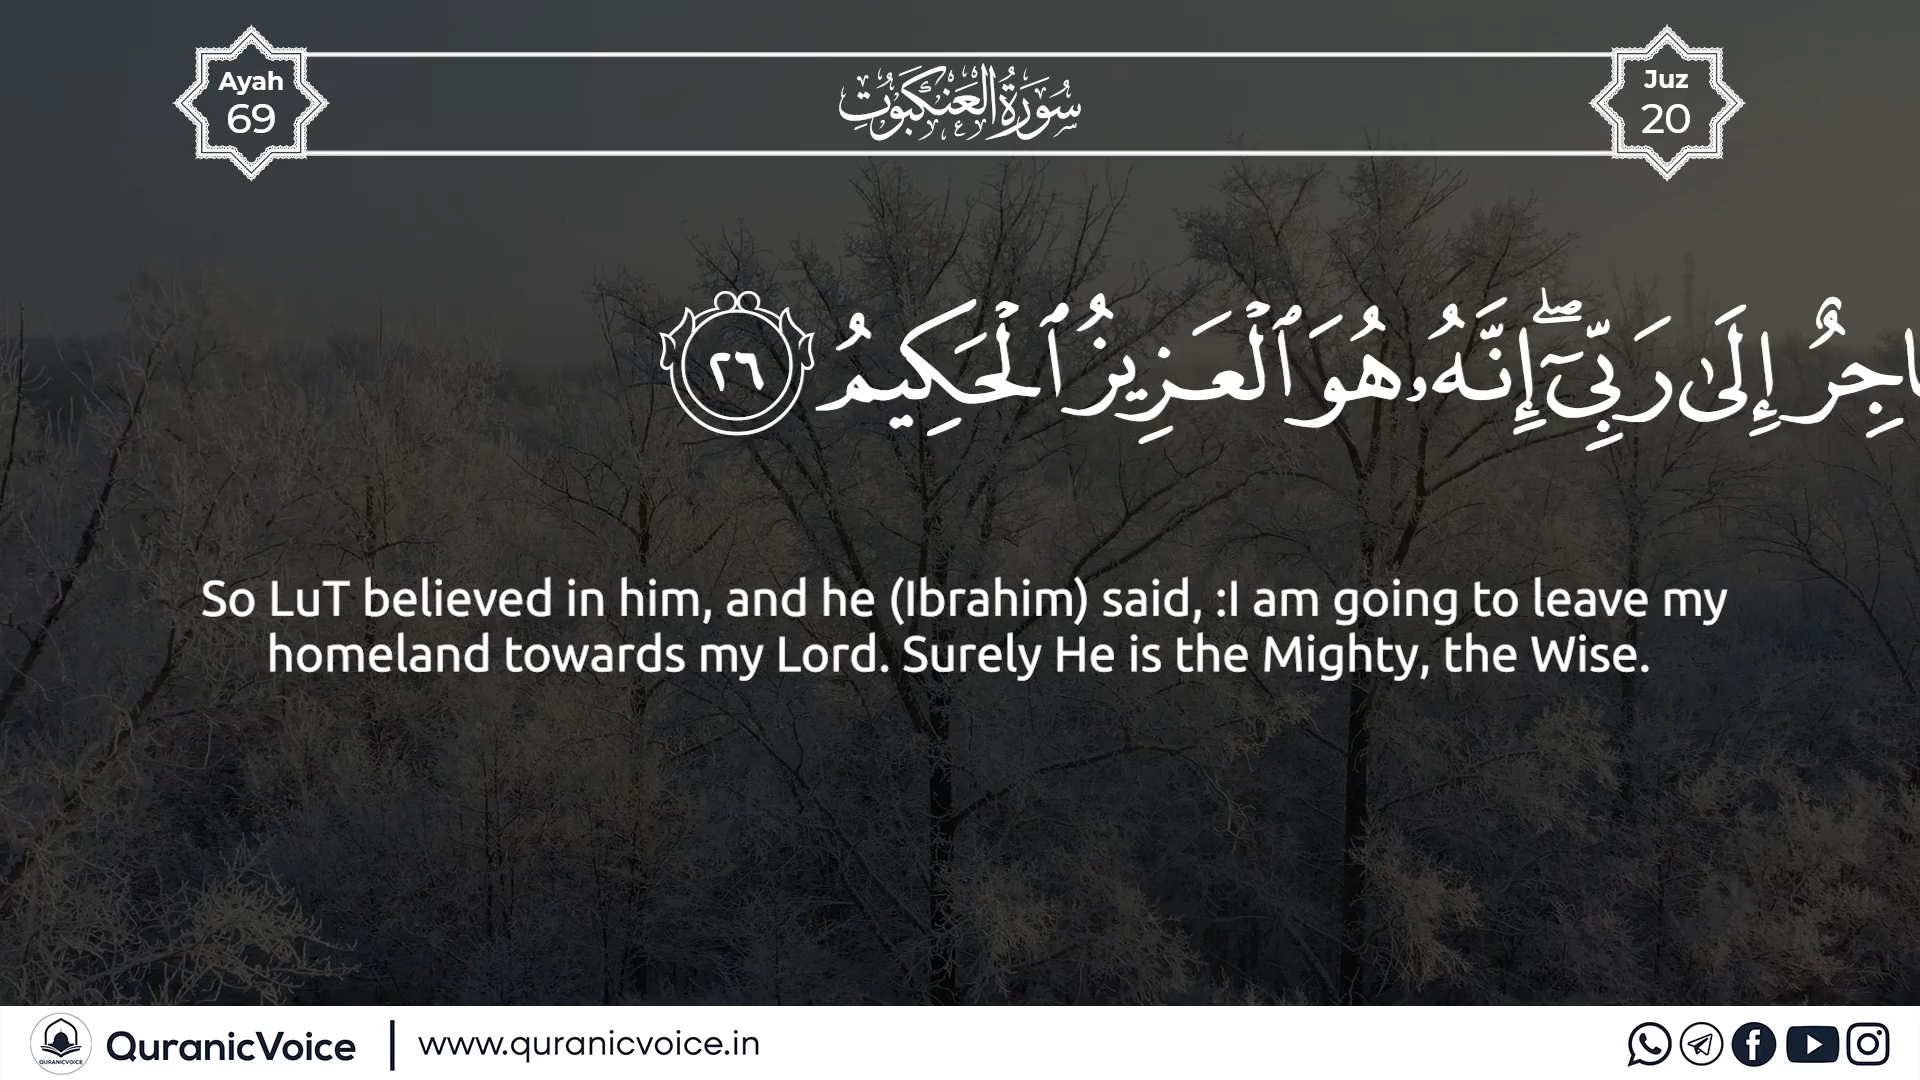 Ayah
69
سُورَةُ العَنكَبُوتِ
Juz
20
إِلَىٰ رَبِّيٓۖ إِنَّهُۥ هُوَ ٱلْعَزِيزُ ٱلْحَكِيمُ ٢٦
So LuT believed in him, and he (Ibrahim) said, :I am going to leave my
homeland towards my Lord. Surely He is the Mighty, the Wise.
QURANICVOICE
QuranicVoice | www.quranicvoice.in